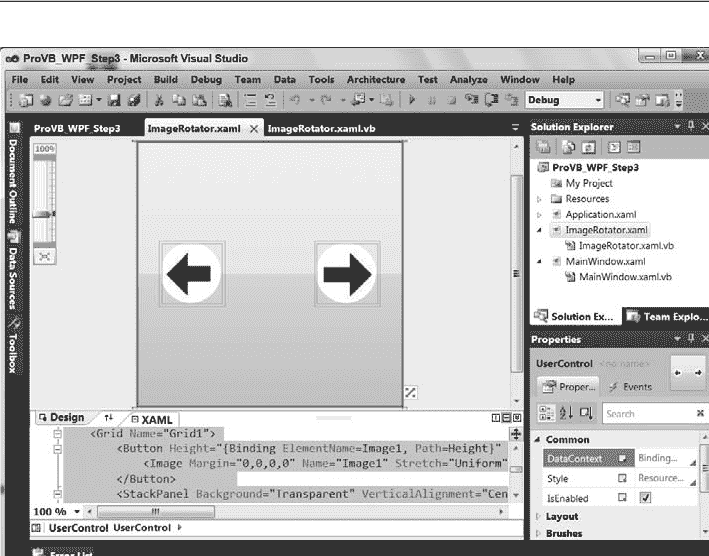 ProVB_WPF_Step3 - Microsoft Visual Studio
File Edit View Project Build Debug Team Data Tools Architecture Test Analyze Window Help
Debug
ProVB_WPF_Step3 ImageRotator.xaml ImageRotator.xaml.vb
100%
Document Outline
Data Sources
Toolbox
Solution Explorer
ProVB_WPF_Step3
My Project
Resources
Application.xaml
ImageRotator.xaml
ImageRotator.xaml.vb
MainWindow.xaml
MainWindow.xaml.vb
Solution Ex... Team Explo...
Properties
UserControl <no name>
Proper... Events
Search
Common
DataContext Binding...
Style Resource...
IsEnabled
Layout
Brushes
Design XAML
<Grid Name="Grid1">
<Button Height="{Binding ElementName=Image1, Path=Height}"
<Image Margin="0,0,0,0" Name="Image1" Stretch="Uniform"
</Button>
<StackPanel Background="Transparent" VerticalAlignment="Cen
100 %
UserControl UserControl
Error List